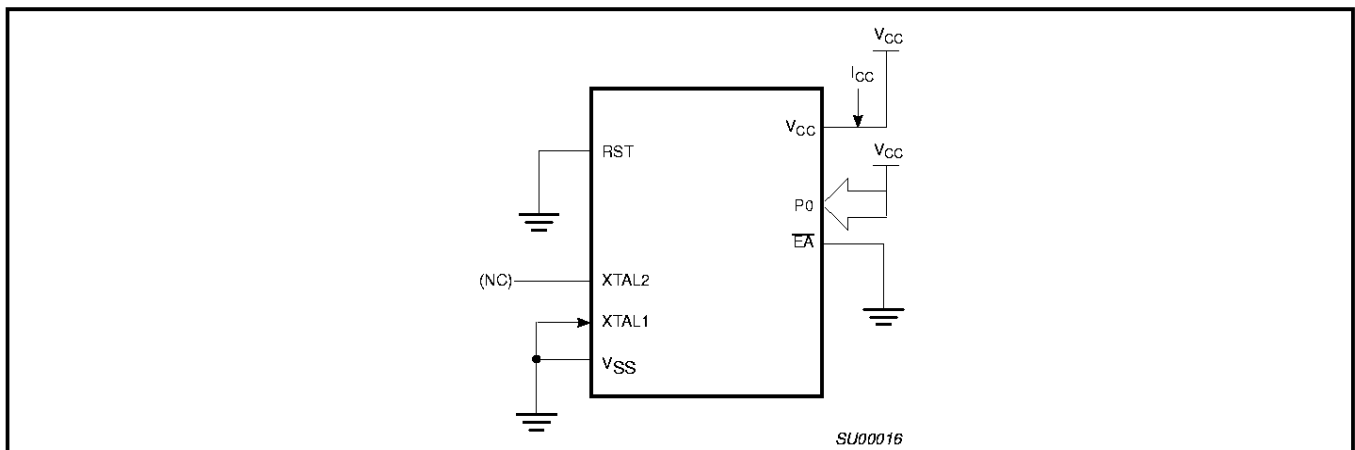 VCC
ICC
VCC
RST
VCC
P0
EA
(NC)
XTAL2
XTAL1
VSS
SU00016